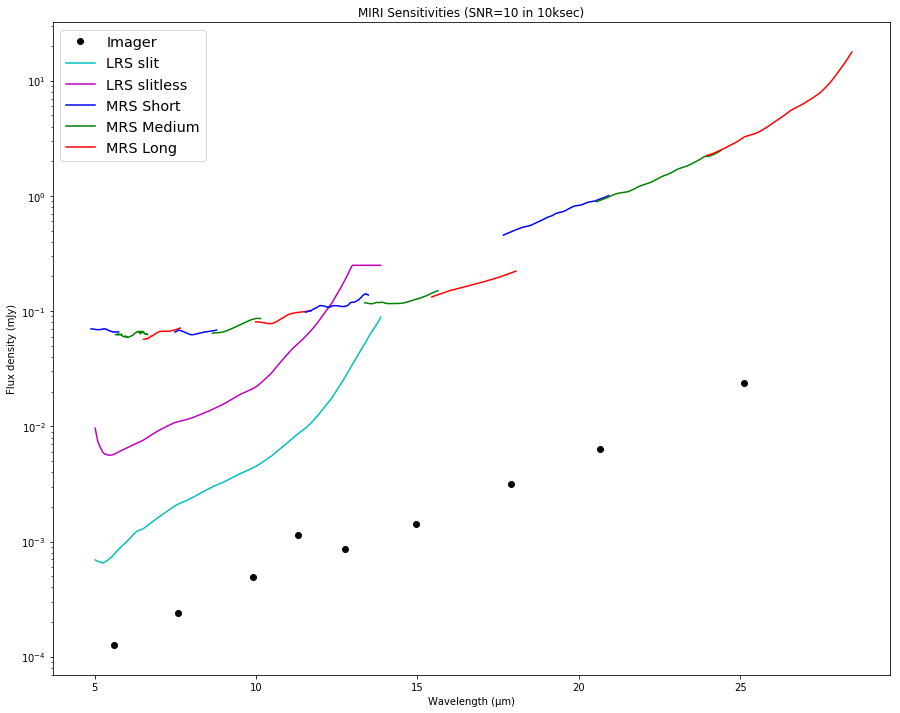 MIRI Sensitivities (SNR=10 in 10ksec)
Imager
LRS slit
LRS slitless
MRS Short
MRS Medium
MRS Long
Flux density (mJy)
10¹
10⁰
10⁻¹
10⁻²
10⁻³
10⁻⁴
5 10 15 20 25
Wavelength (μm)